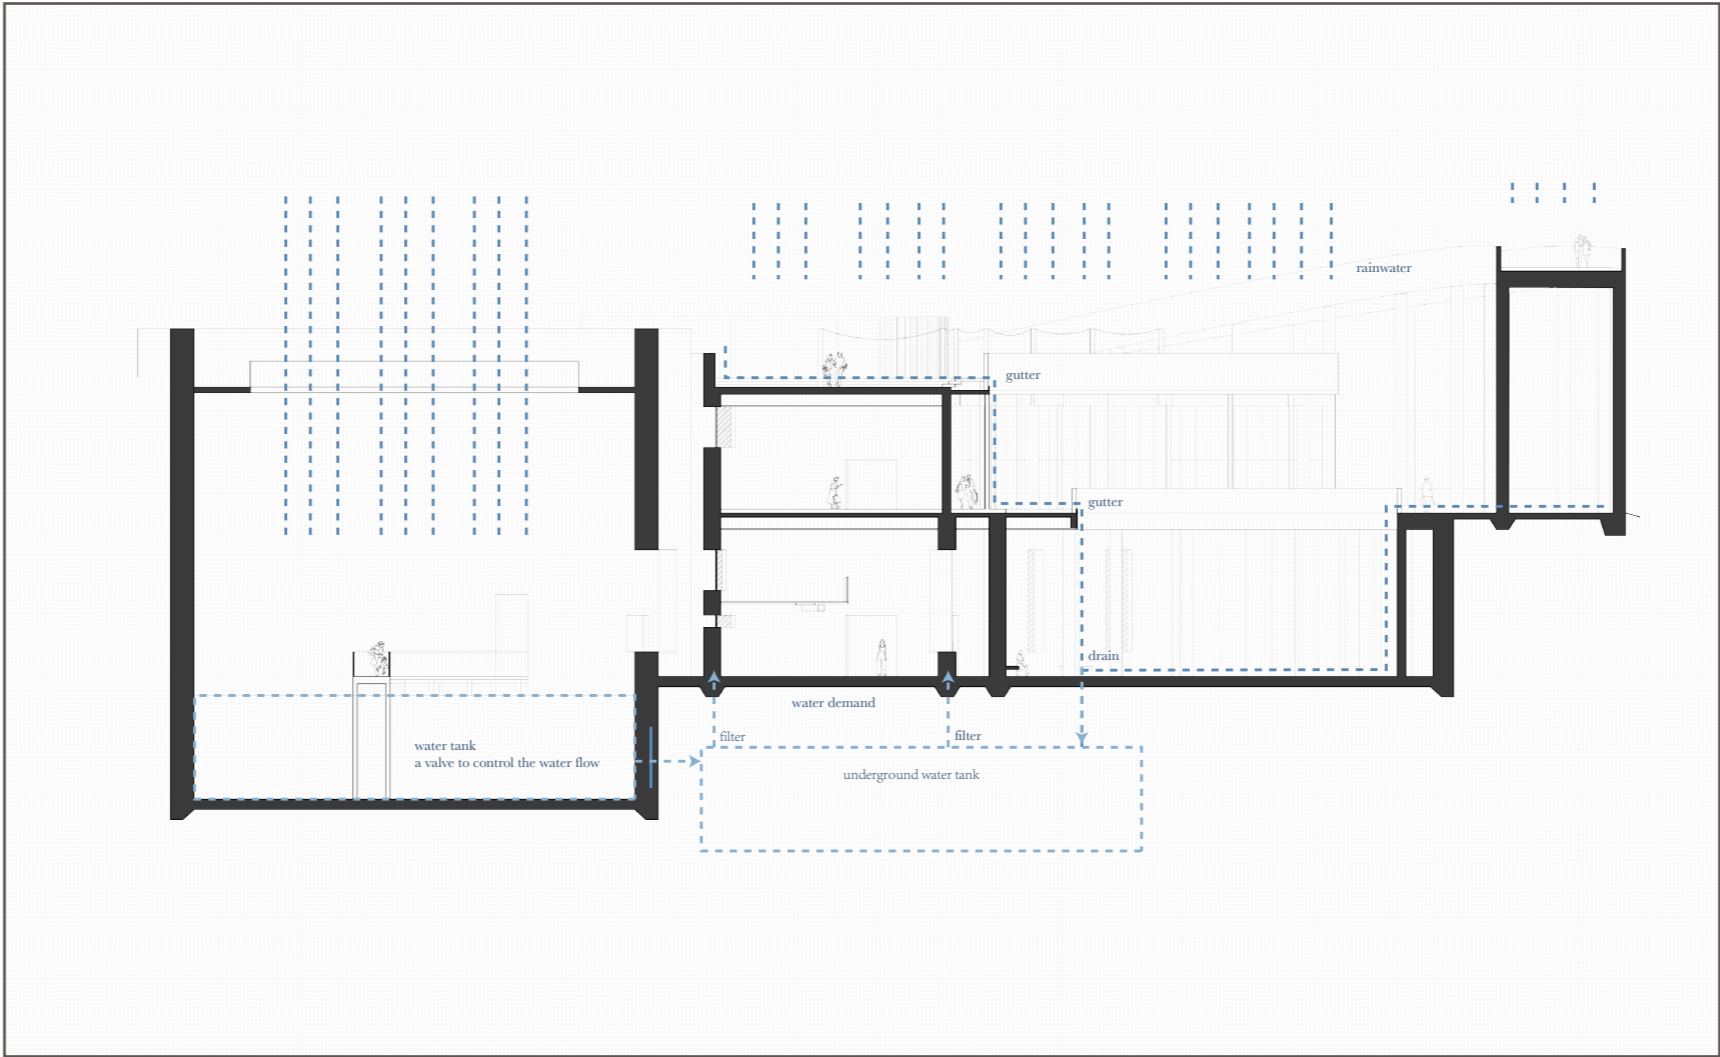 rainwater
gutter
gutter
drain
water demand
filter
filter
water tank
a valve to control the water flow
underground water tank